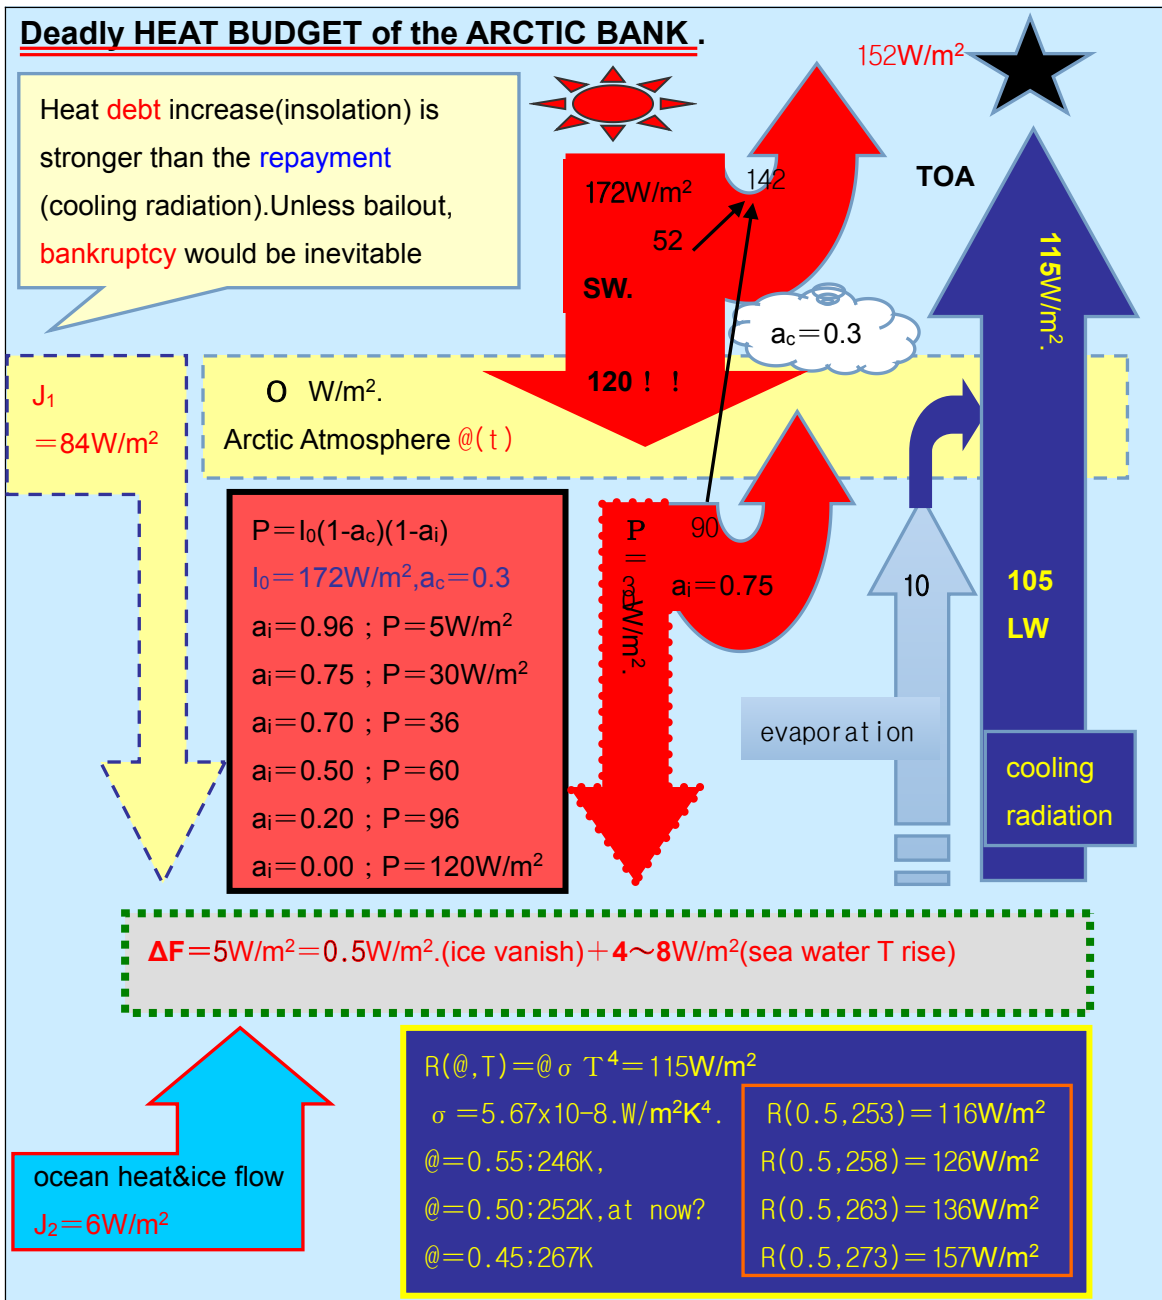 Deadly HEAT BUDGET of the ARCTIC BANK .
152W/m²
Heat debt increase(insolation) is
stronger than the repayment
(cooling radiation).Unless bailout,
bankruptcy would be inevitable
172W/m²
142
52
SW.
120！！
TOA
115W/m².
a꜀=0.3
J₁
＝84W/m²
O W/m².
Arctic Atmosphere @(t)
P＝I₀(1-a꜀)(1-aᵢ)
I₀＝172W/m²,a꜀＝0.3
aᵢ＝0.96 ; P＝5W/m²
aᵢ＝0.75 ; P＝30W/m²
aᵢ＝0.70 ; P＝36
aᵢ＝0.50 ; P＝60
aᵢ＝0.20 ; P＝96
aᵢ＝0.00 ; P＝120W/m²
P＝
W/m².
90
aᵢ=0.75
10
evaporation
105
LW
cooling
radiation
ΔF＝5W/m²＝0.5W/m².(ice vanish)＋4～8W/m²(sea water T rise)
ocean heat&ice flow
J₂＝6W/m²
R(@,T)＝@σT⁴＝115W/m²
σ＝5.67x10-8.W/m²K⁴.
@＝0.55;246K,
@＝0.50;252K,at now?
@＝0.45;267K
R(0.5,253)＝116W/m²
R(0.5,258)＝126W/m²
R(0.5,263)＝136W/m²
R(0.5,273)＝157W/m²